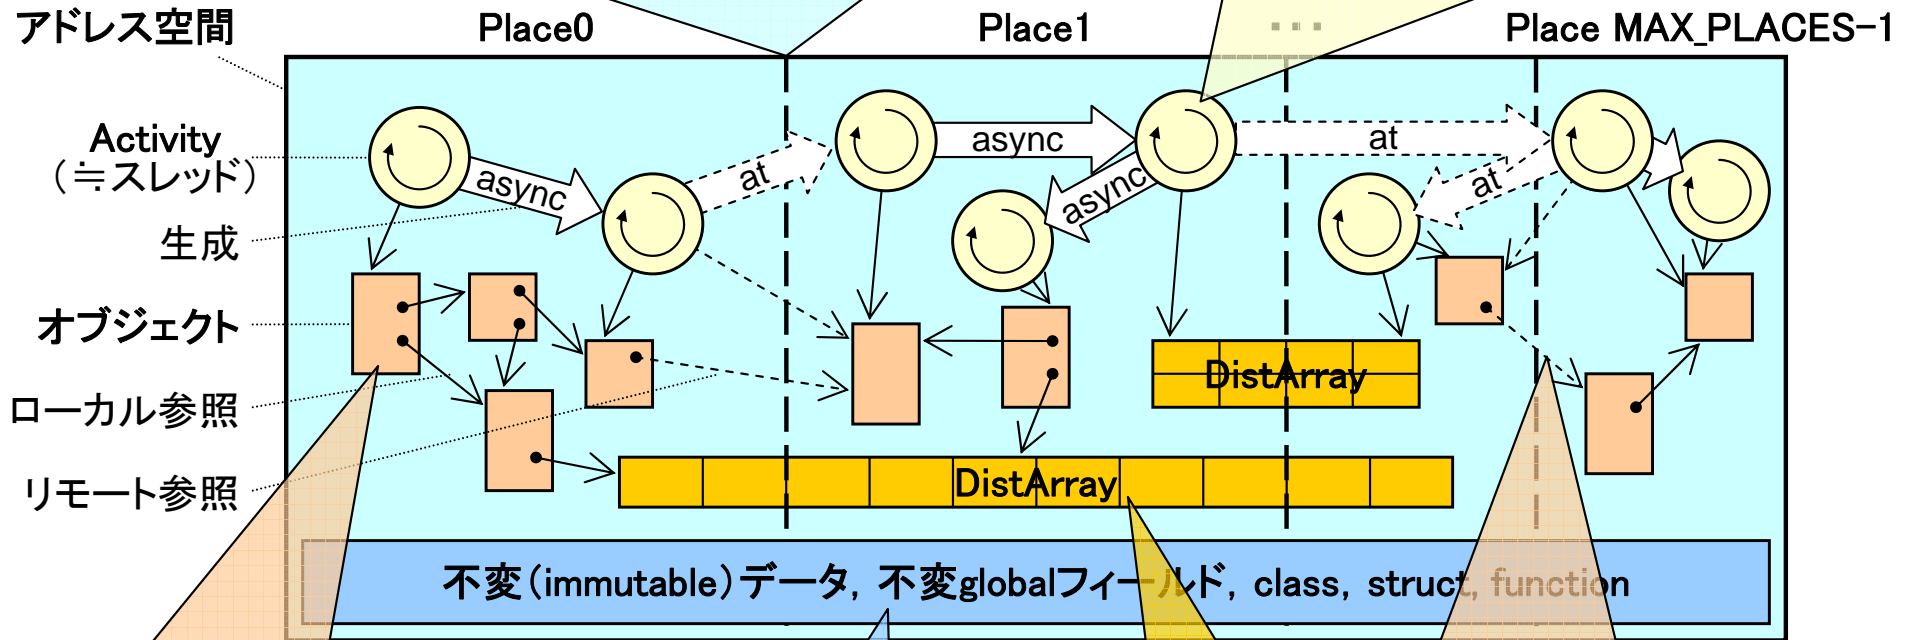 アドレス空間
Place0
Place1
...
Place MAX_PLACES-1
Activity
(≒スレッド)
生成
オブジェクト
ローカル参照
リモート参照
async
at
async
async
at
at
DistArray
DistArray
不変(immutable)データ, 不変globalフィールド, class, struct, function